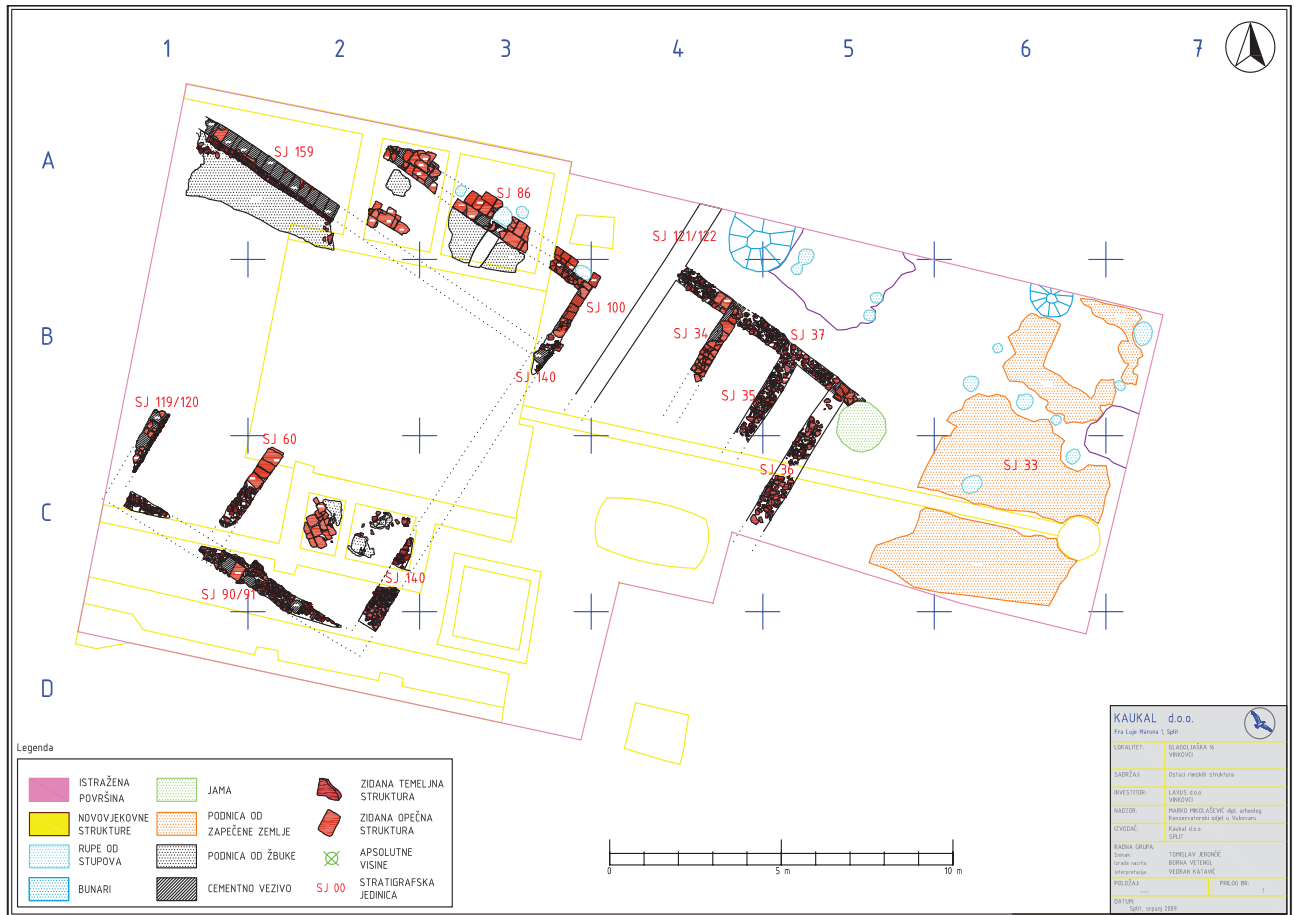 1 2 3 4 5 6 7
A
SJ 159
SJ 86
SJ 121/122
SJ 100
B
SJ 34
SJ 37
SJ 140
SJ 35
SJ 119/120
SJ 60
SJ 36
SJ 33
C
SJ 140
SJ 90/91
D
Legenda
ISTRAŽENA
POVRŠINA
NOVOVJEKOVNE
STRUKTURE
RUPE OD
STUPOVA
BUNARI
JAMA
PODNICA OD
ZAPEČENE ZEMLJE
PODNICA OD ŽBUKE
CEMENTNO VEZIVO
ZIDANA TEMELJNA
STRUKTURA
ZIDANA OPEČNA
STRUKTURA
APSOLUTNE
VISINE
SJ 00
STRATIGRAFSKA
JEDINICA
0 5 m 10 m
KAUKAL d.o.o.
Fra Luje Maruna 1, Split
LOKALITET: GLAGOLJAŠKA 16
VINKOVCI
SADRŽAJ: Ostaci rimskih struktura
INVESTITOR: LARUS d.o.o.
VINKOVCI
NADZOR: MARKO MIKOLAŠEVIĆ dipl. arheolog
Konzervatorski odjel u Vukovaru
IZVOĐAČ: Kaukal d.o.o.
SPLIT
RADNA GRUPA:
Snimak: TOMISLAV JERONČIĆ
Izrada nacrta: BORNA VETENGL
Interpretacija: VEDRAN KATAVIĆ
POLOŽAJ: PRILOG BR:
---- 1
DATUM:
Split, srpanj 2009.